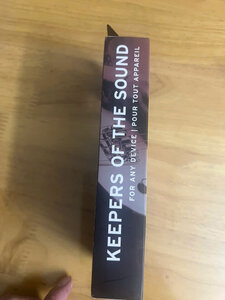 KEEPERS OF THE SOUND
FOR ANY DEVICE | POUR TOUT APPAREIL